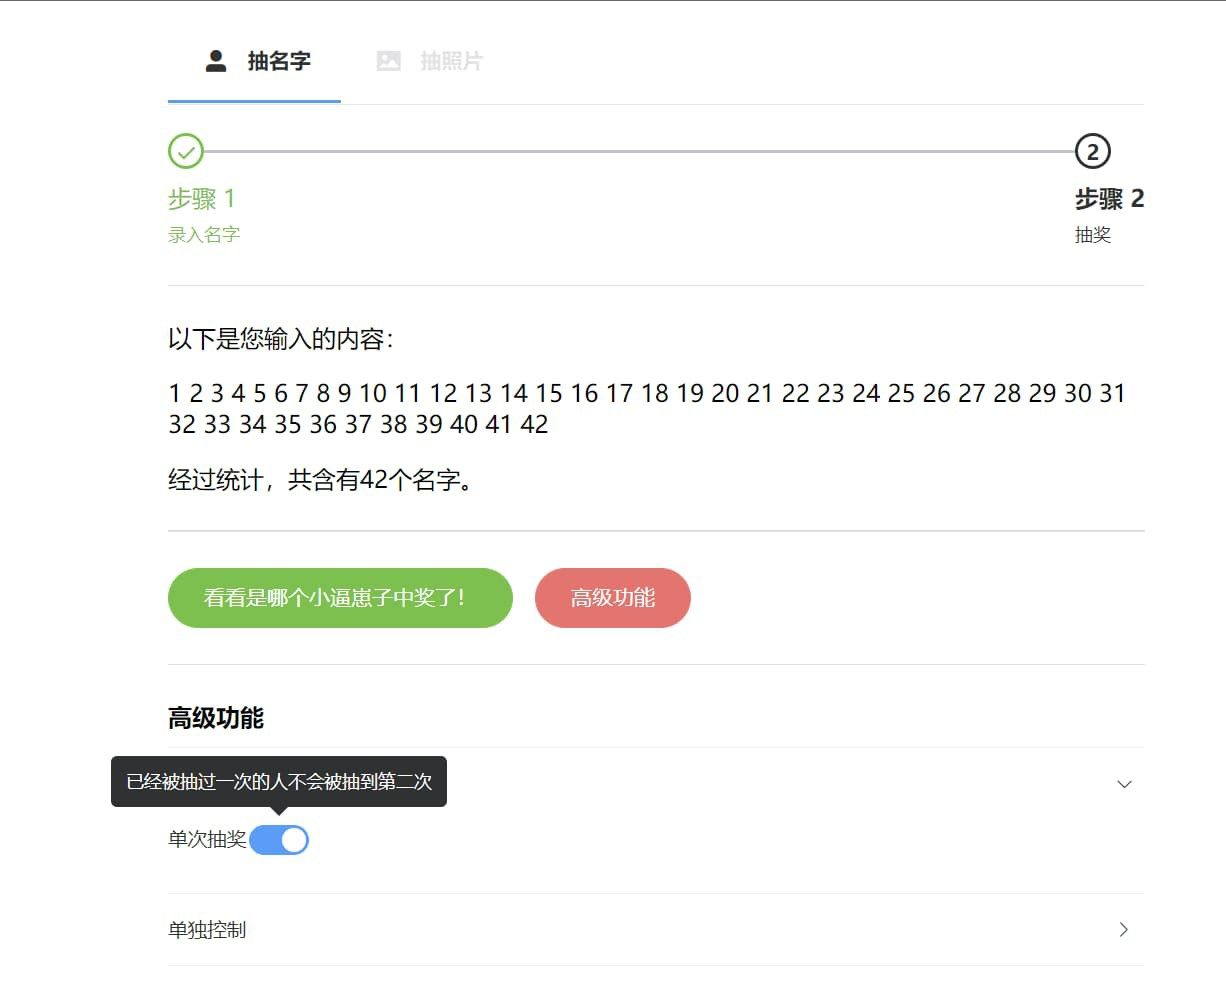 抽名字
抽照片
2
步骤 1
步骤 2
录入名字
抽奖
以下是您输入的内容：
1 2 3 4 5 6 7 8 9 10 11 12 13 14 15 16 17 18 19 20 21 22 23 24 25 26 27 28 29 30 31
32 33 34 35 36 37 38 39 40 41 42
经过统计，共含有42个名字。
看看是哪个小逼崽子中奖了！
高级功能
高级功能
已经被抽过一次的人不会被抽到第二次
单次抽奖
单独控制